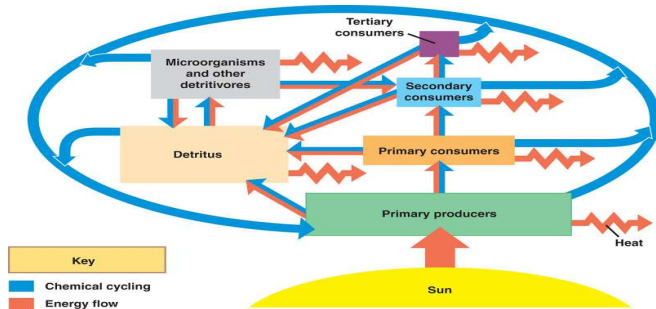 Tertiary
consumers
Microorganisms
and other
detritivores
Secondary
consumers
Detritus
Primary consumers
Primary producers
Heat
Sun
Key
Chemical cycling
Energy flow